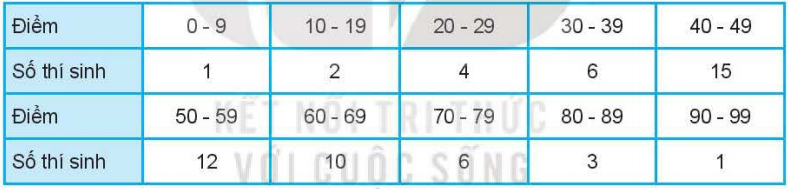 Điểm 0 - 9 10 - 19 20 - 29 30 - 39 40 - 49
Số thí sinh 1 2 4 6 15
Điểm 50 - 59 60 - 69 70 - 79 80 - 89 90 - 99
Số thí sinh 12 10 6 3 1
KẾT NỐI TRI THỨC
VỚI CUỘC SỐNG